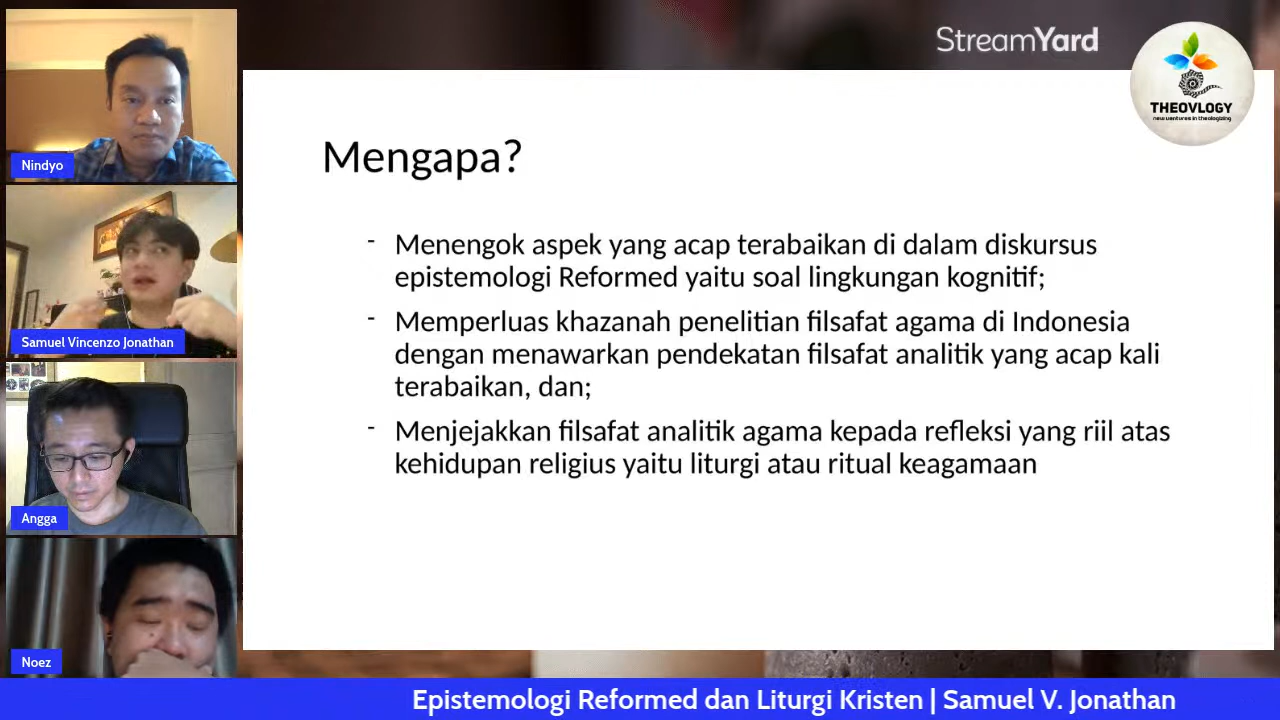 StreamYard
THEOVLOGY
new ventures in theologizing
Nindyo
Samuel Vincenzo Jonathan
Angga
Noez
Mengapa?
- Menengok aspek yang acap terabaikan di dalam diskursus
epistemologi Reformed yaitu soal lingkungan kognitif;
- Memperluas khazanah penelitian filsafat agama di Indonesia
dengan menawarkan pendekatan filsafat analitik yang acap kali
terabaikan, dan;
- Menjejakkan filsafat analitik agama kepada refleksi yang riil atas
kehidupan religius yaitu liturgi atau ritual keagamaan
Epistemologi Reformed dan Liturgi Kristen | Samuel V. Jonathan